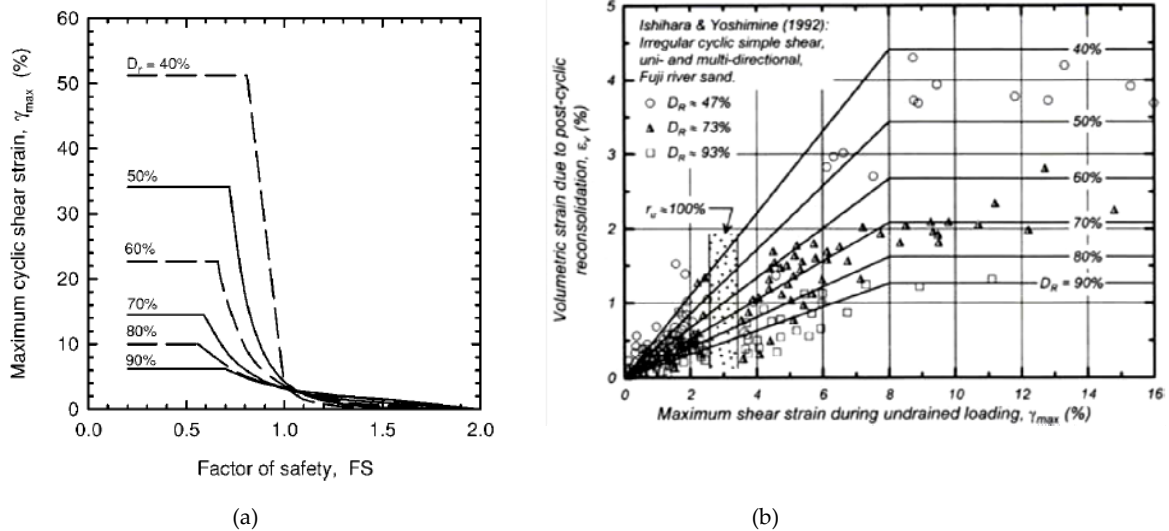 60
50
40
30
20
10
0
0.0
0.5
1.0
1.5
2.0
Maximum cyclic shear strain, γmax (%)
Factor of safety, FS
Dr = 40%
50%
60%
70%
80%
90%
(a)
5
4
3
2
1
0
0
2
4
6
8
10
12
14
16
Volumetric strain due to post-cyclic
reconsolidation, εv (%)
Maximum shear strain during undrained loading, γmax (%)
Ishihara & Yoshimine (1992):
Irregular cyclic simple shear,
uni- and multi-directional,
Fuji river sand.
DR ≈ 47%
DR ≈ 73%
DR ≈ 93%
ru ≈ 100%
40%
50%
60%
70%
80%
DR = 90%
(b)